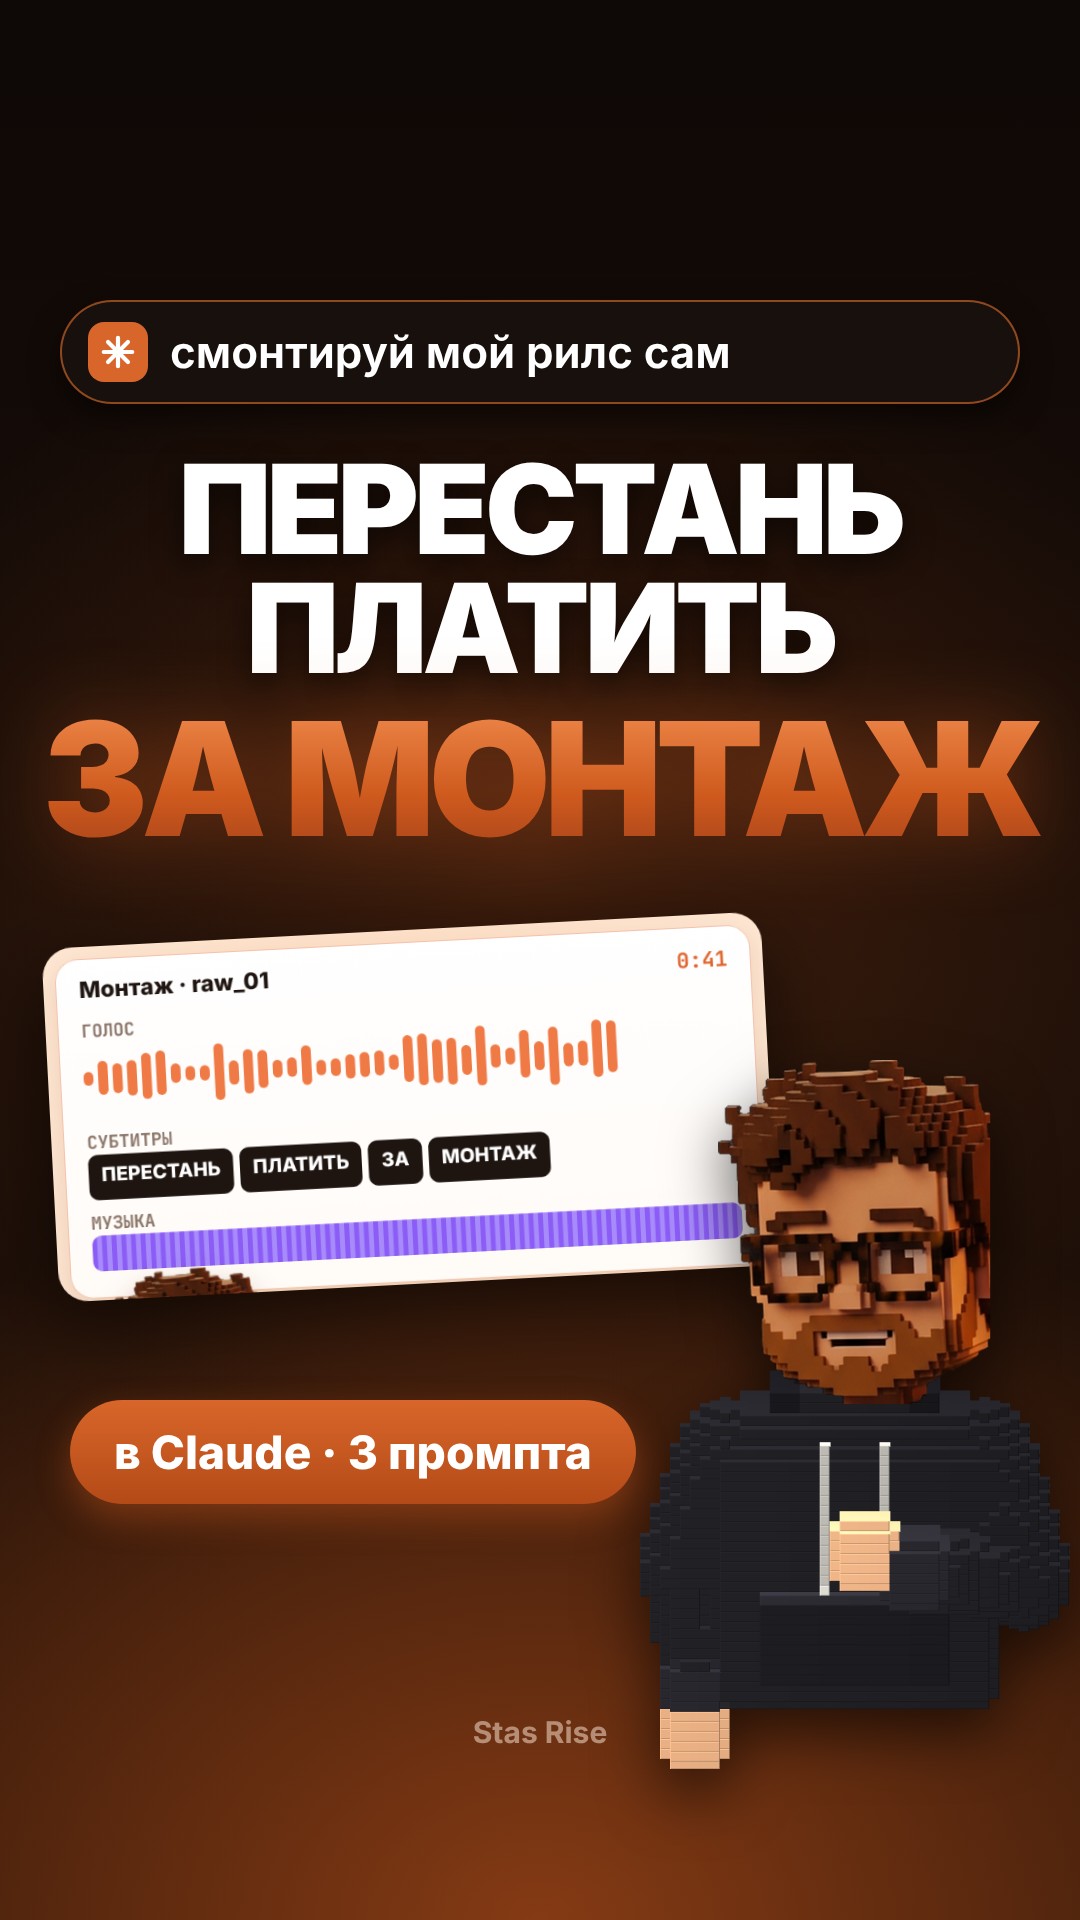 смонтируй мой рилс сам
ПЕРЕСТАНЬ
ПЛАТИТЬ
ЗА МОНТАЖ
Монтаж · raw_01
0:41
ГОЛОС
СУБТИТРЫ
ПЕРЕСТАНЬ ПЛАТИТЬ ЗА МОНТАЖ
МУЗЫКА
в Claude · 3 промпта
Stas Rise